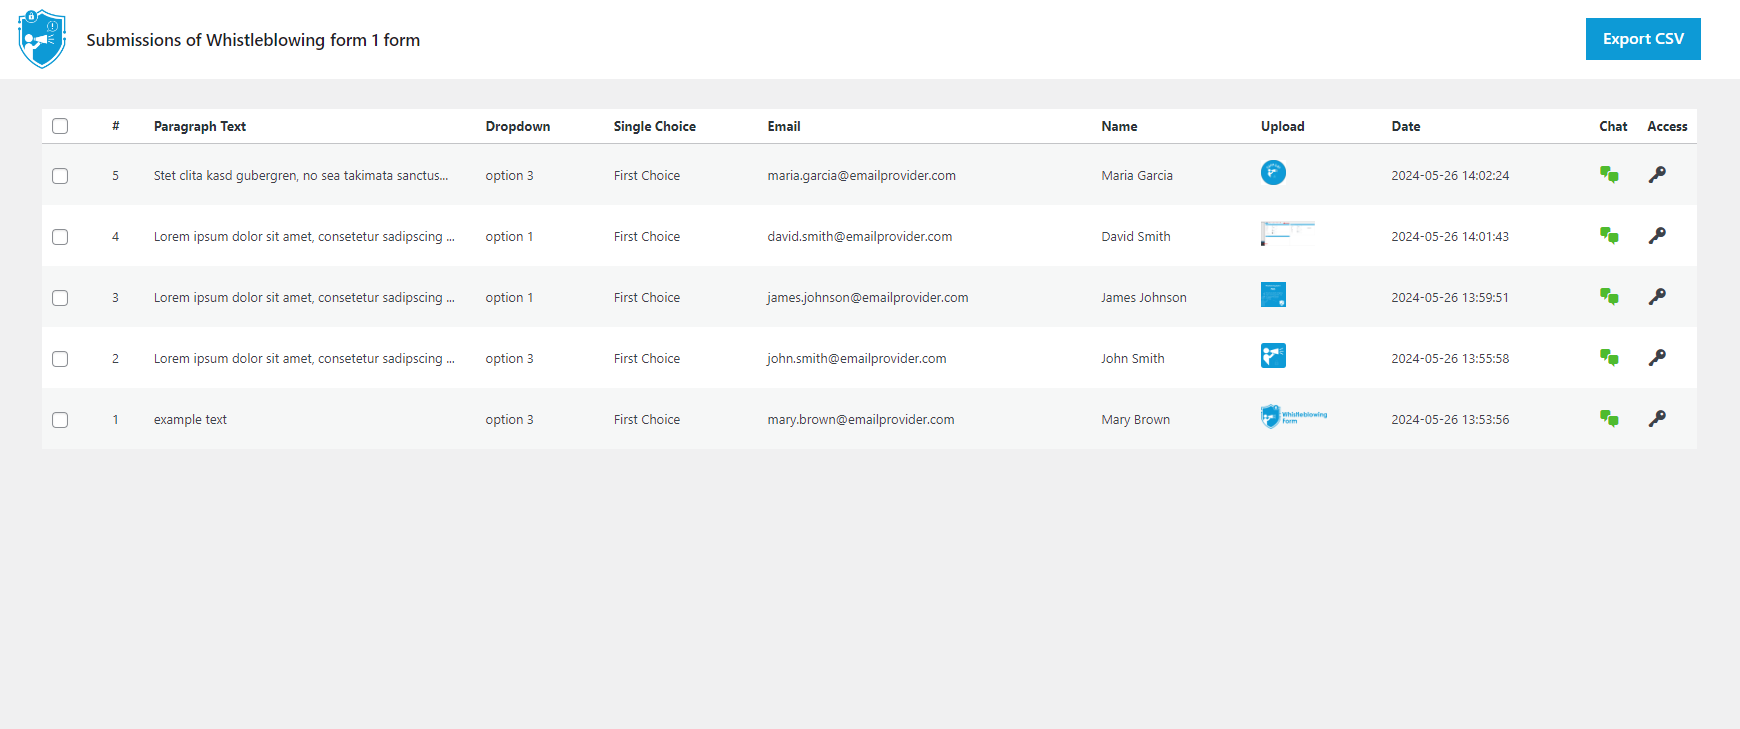 Submissions of Whistleblowing form 1 form
Export CSV
# Paragraph Text Dropdown Single Choice Email Name Upload Date Chat Access
5 Stet clita kasd gubergren, no sea takimata sanctus... option 3 First Choice maria.garcia@emailprovider.com Maria Garcia 2024-05-26 14:02:24
4 Lorem ipsum dolor sit amet, consetetur sadipscing ... option 1 First Choice david.smith@emailprovider.com David Smith 2024-05-26 14:01:43
3 Lorem ipsum dolor sit amet, consetetur sadipscing ... option 1 First Choice james.johnson@emailprovider.com James Johnson 2024-05-26 13:59:51
2 Lorem ipsum dolor sit amet, consetetur sadipscing ... option 3 First Choice john.smith@emailprovider.com John Smith 2024-05-26 13:55:58
1 example text option 3 First Choice mary.brown@emailprovider.com Mary Brown Whistleblowing Form 2024-05-26 13:53:56